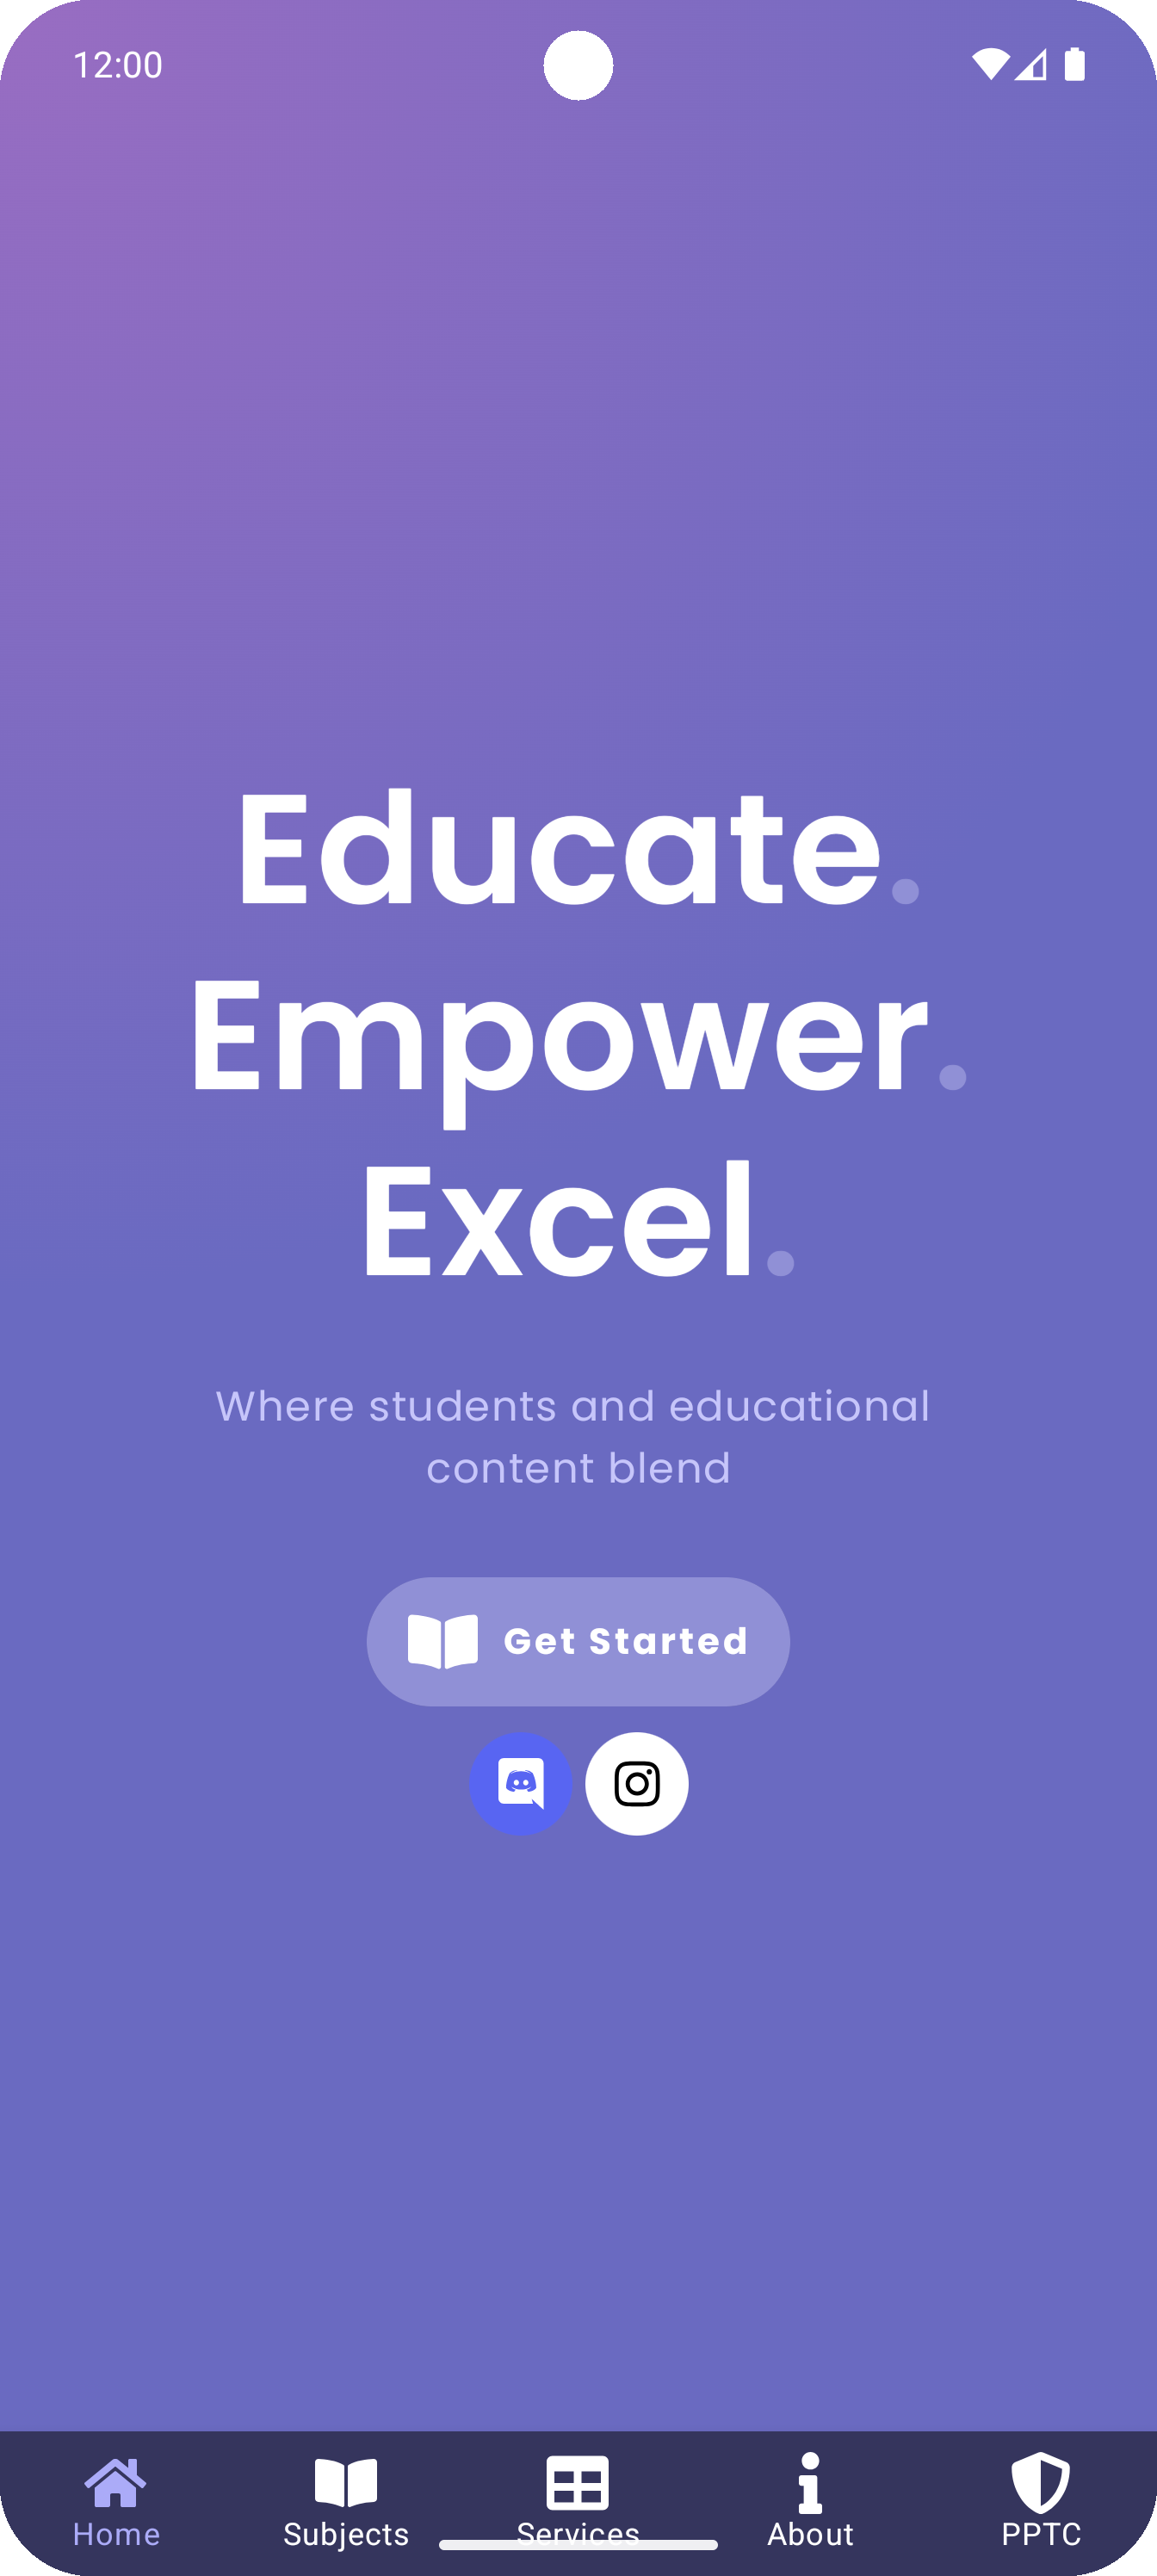 12:00
Educate.
Empower.
Excel.
Where students and educational
content blend
Get Started
Home
Subjects
Services
About
PPTC